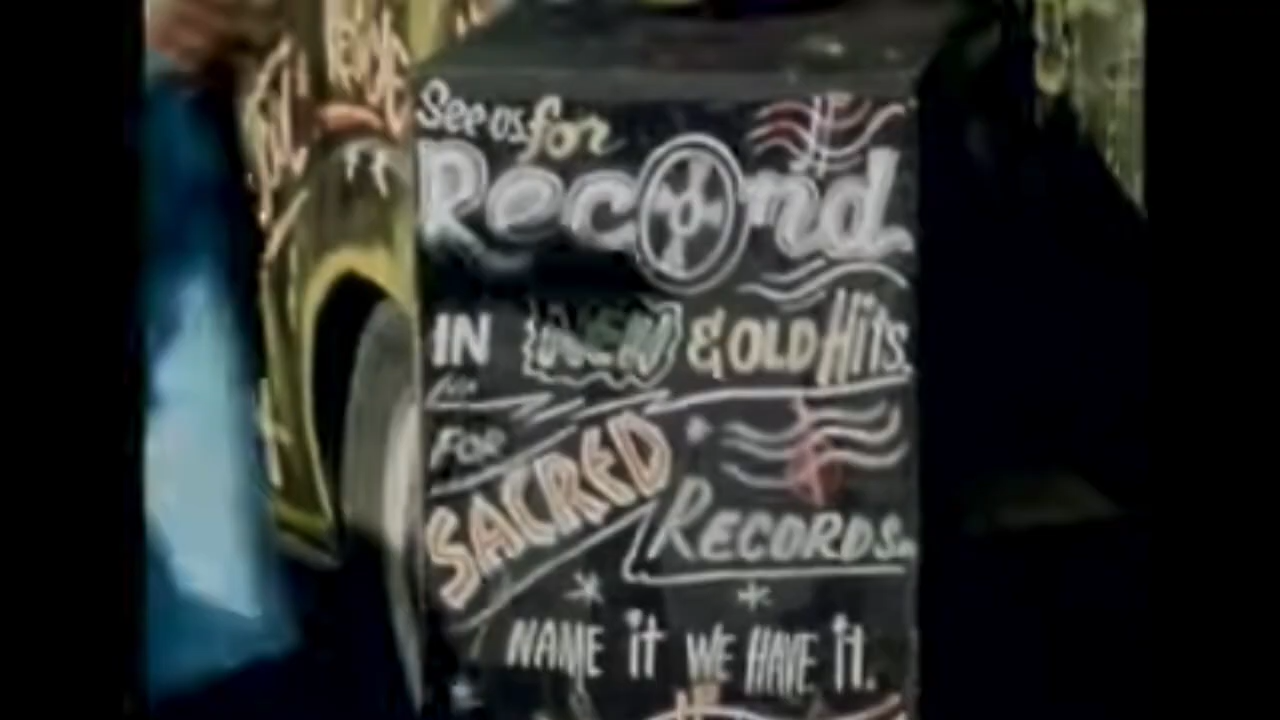 See us for
Record
IN NEW & OLD Hits.
FOR
SACRED
RECORDS.
NAME it WE HAVE it.